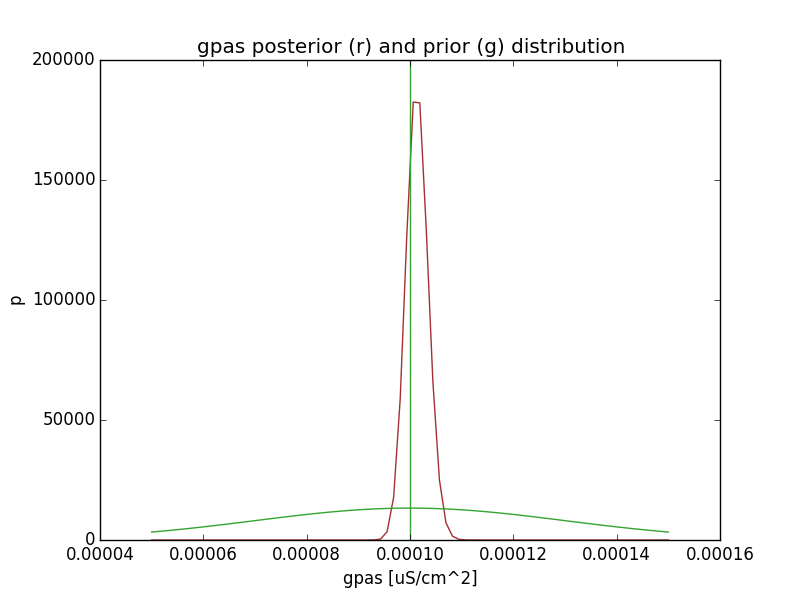 gpas posterior (r) and prior (g) distribution
200000
150000
100000
50000
0
p
0.00004 0.00006 0.00008 0.00010 0.00012 0.00014 0.00016
gpas [uS/cm^2]